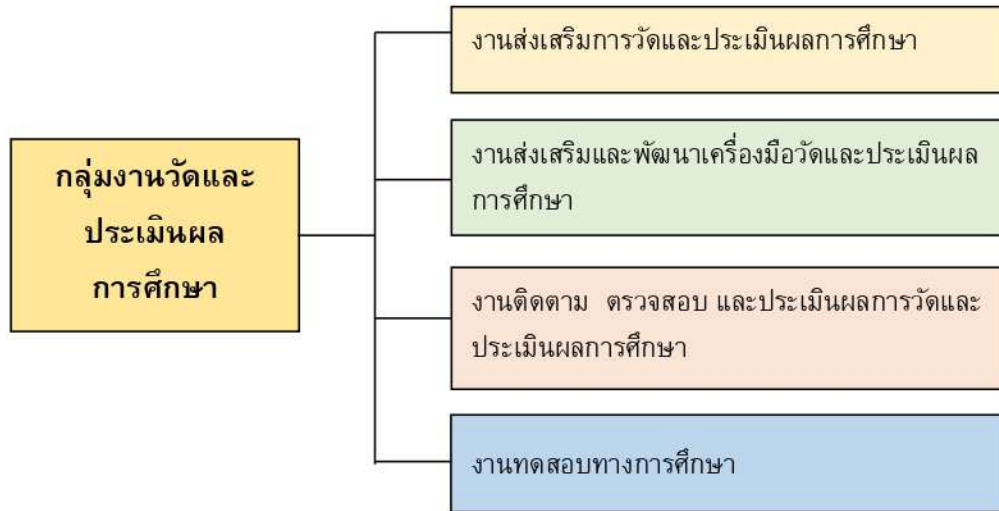 กลุ่มงานวัดและ
ประเมินผล
การศึกษา
งานส่งเสริมการวัดและประเมินผลการศึกษา
งานส่งเสริมและพัฒนาเครื่องมือวัดและประเมินผล
การศึกษา
งานติดตาม ตรวจสอบ และประเมินผลการวัดและ
ประเมินผลการศึกษา
งานทดสอบทางการศึกษา